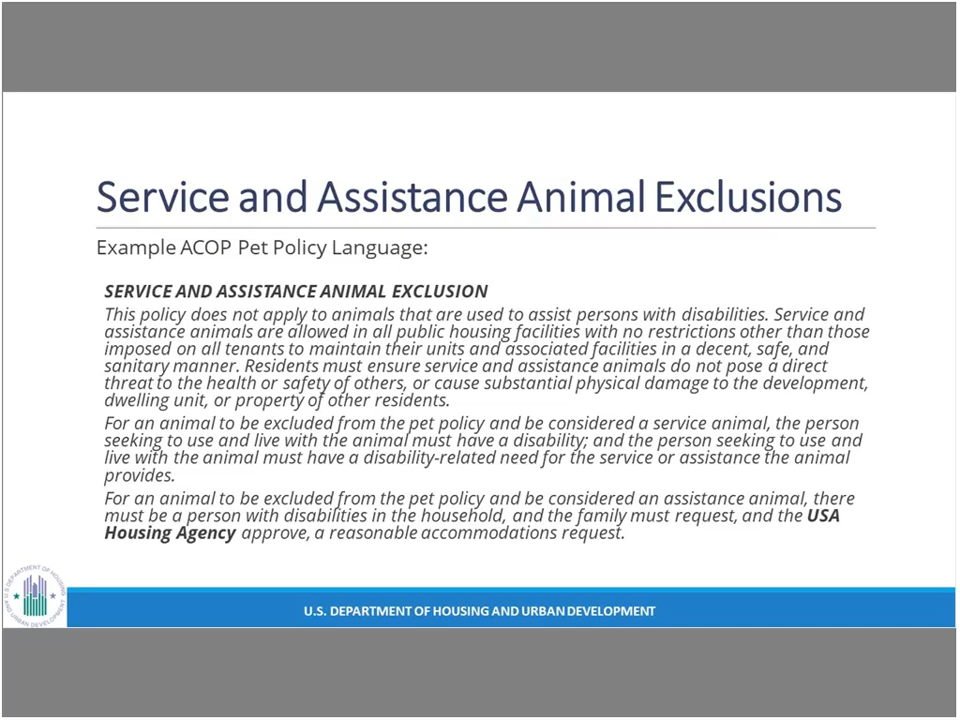 Service and Assistance Animal Exclusions
Example ACOP Pet Policy Language:
SERVICE AND ASSISTANCE ANIMAL EXCLUSION
This policy does not apply to animals that are used to assist persons with disabilities. Service and
assistance animals are allowed in all public housing facilities with no restrictions other than those
imposed on all tenants to maintain their units and associated facilities in a decent, safe, and
sanitary manner. Residents must ensure service and assistance animals do not pose a direct
threat to the health or safety of others, or cause substantial physical damage to the development,
dwelling unit, or property of other residents.
For an animal to be excluded from the pet policy and be considered a service animal, the person
seeking to use and live with the animal must have a disability; and the person seeking to use and
live with the animal must have a disability-related need for the service or assistance the animal
provides.
For an animal to be excluded from the pet policy and be considered an assistance animal, there
must be a person with disabilities in the household, and the family must request, and the USA
Housing Agency approve, a reasonable accommodations request.
U.S. DEPARTMENT OF HOUSING
AND URBAN DEVELOPMENT
U.S. DEPARTMENT OF HOUSING AND URBAN DEVELOPMENT